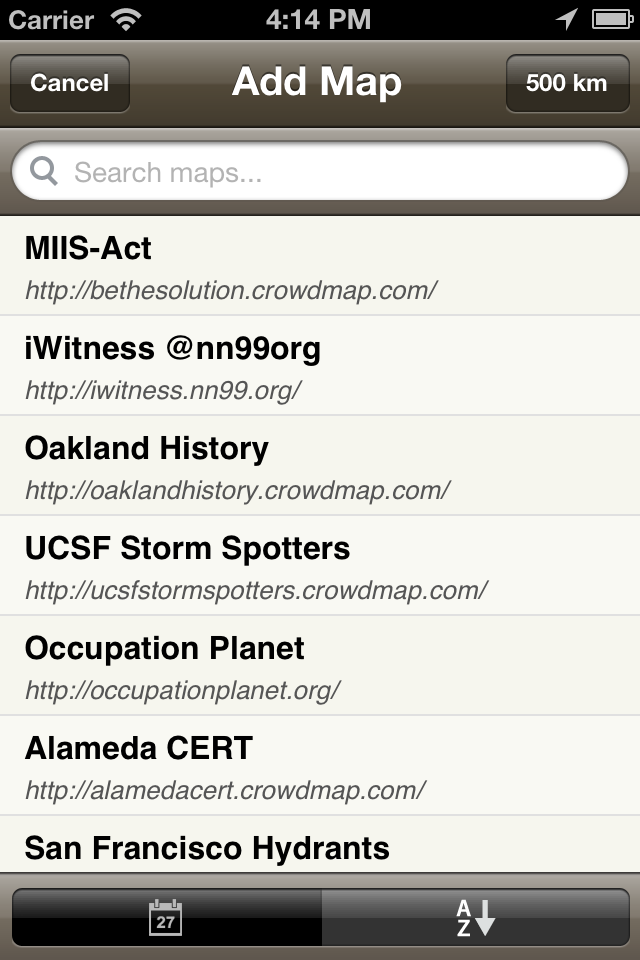 Carrier 4:14 PM
Cancel Add Map 500 km
Search maps...
MIIS-Act
http://bethesolution.crowdmap.com/
iWitness @nn99org
http://iwitness.nn99.org/
Oakland History
http://oaklandhistory.crowdmap.com/
UCSF Storm Spotters
http://ucsfstormspotters.crowdmap.com/
Occupation Planet
http://occupationplanet.org/
Alameda CERT
http://alamedacert.crowdmap.com/
San Francisco Hydrants
27 A
Z